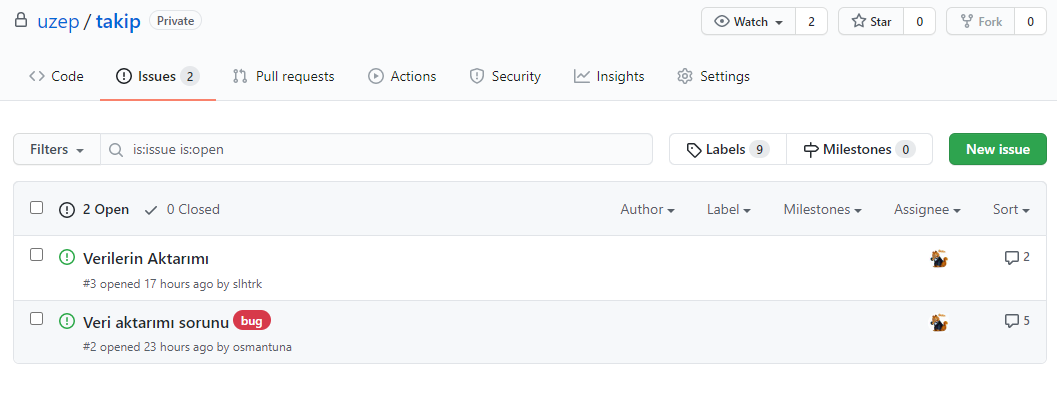 uzep / takip Private Watch 2 Star 0 Fork 0
Code Issues 2 Pull requests Actions Security Insights Settings
Filters is:issue is:open Labels 9 Milestones 0 New issue
2 Open 0 Closed Author Label Milestones Assignee Sort
Verilerin Aktarımı 2
#3 opened 17 hours ago by slhtrk
Veri aktarımı sorunu bug 5
#2 opened 23 hours ago by osmantuna